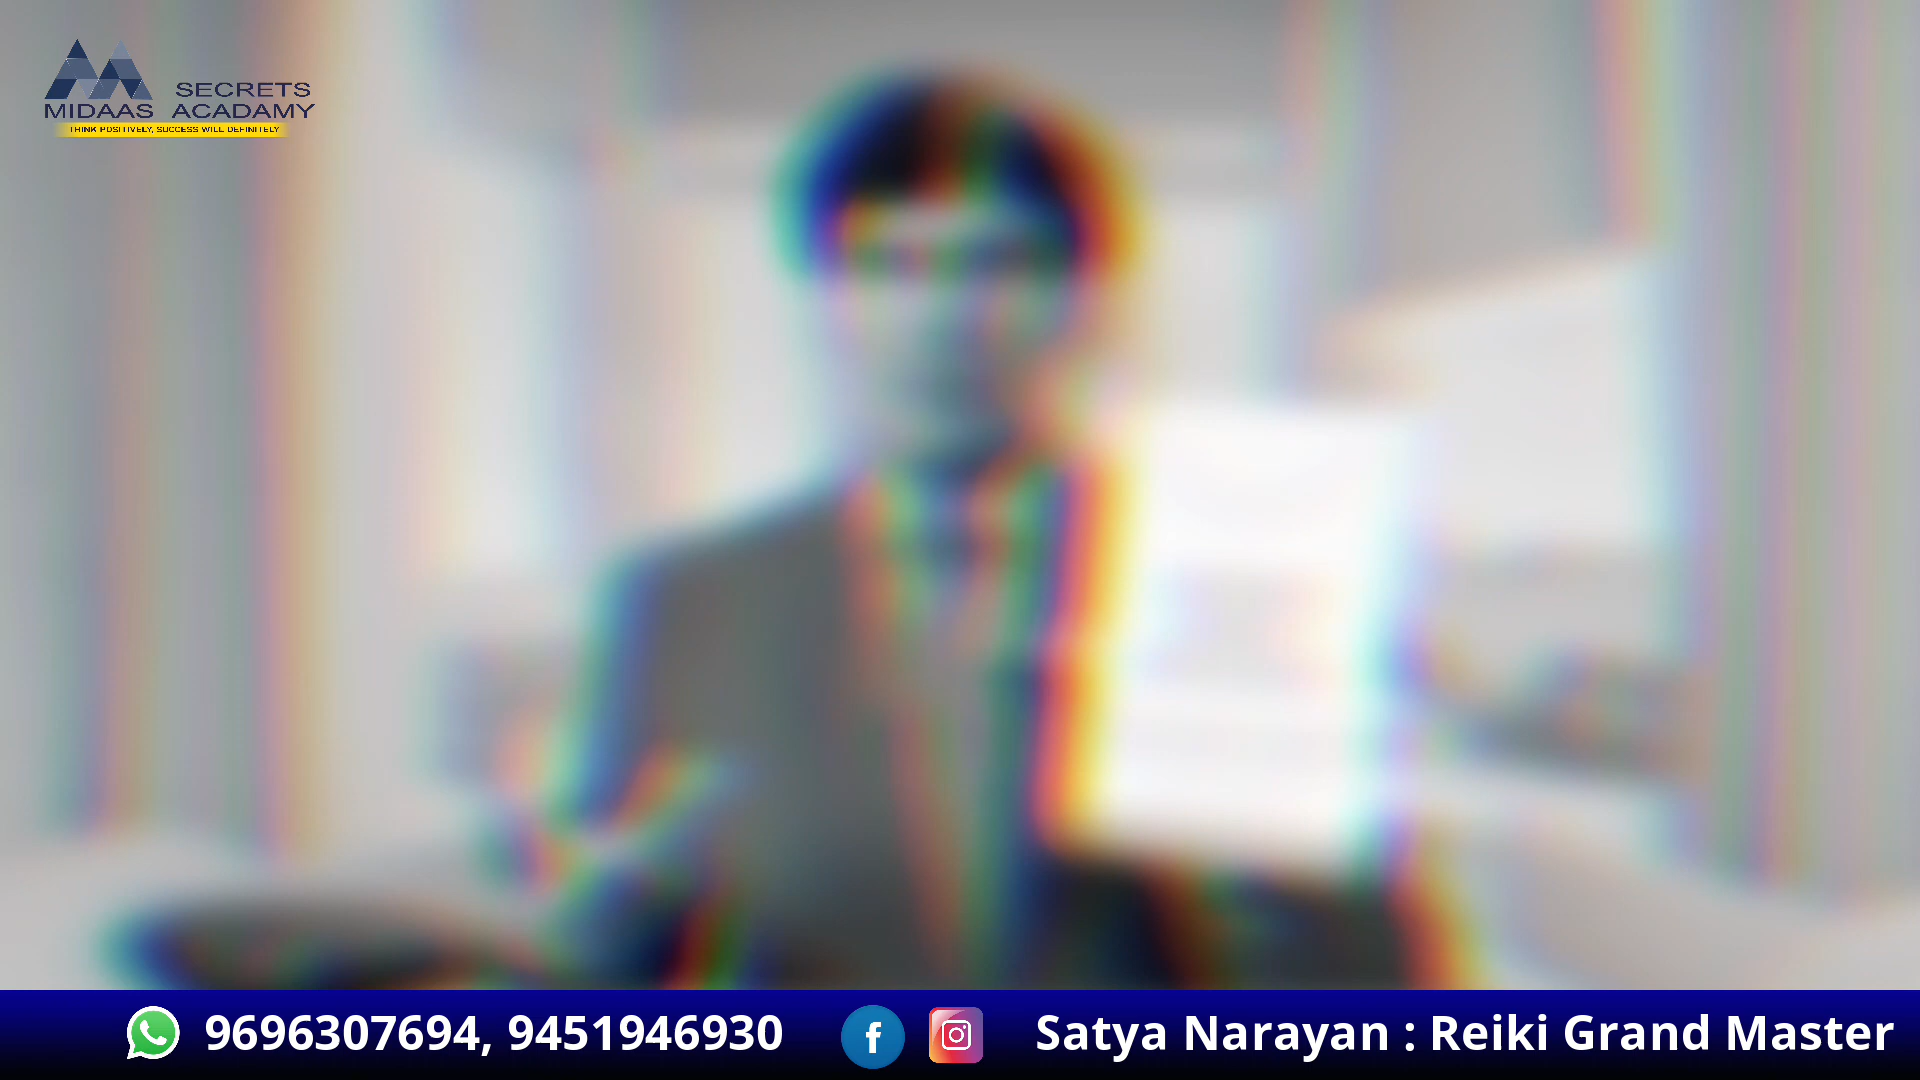 SECRETS
MIDAAS ACADAMY
THINK POSITIVELY, SUCCESS WILL DEFINITELY
9696307694, 9451946930
Satya Narayan : Reiki Grand Master